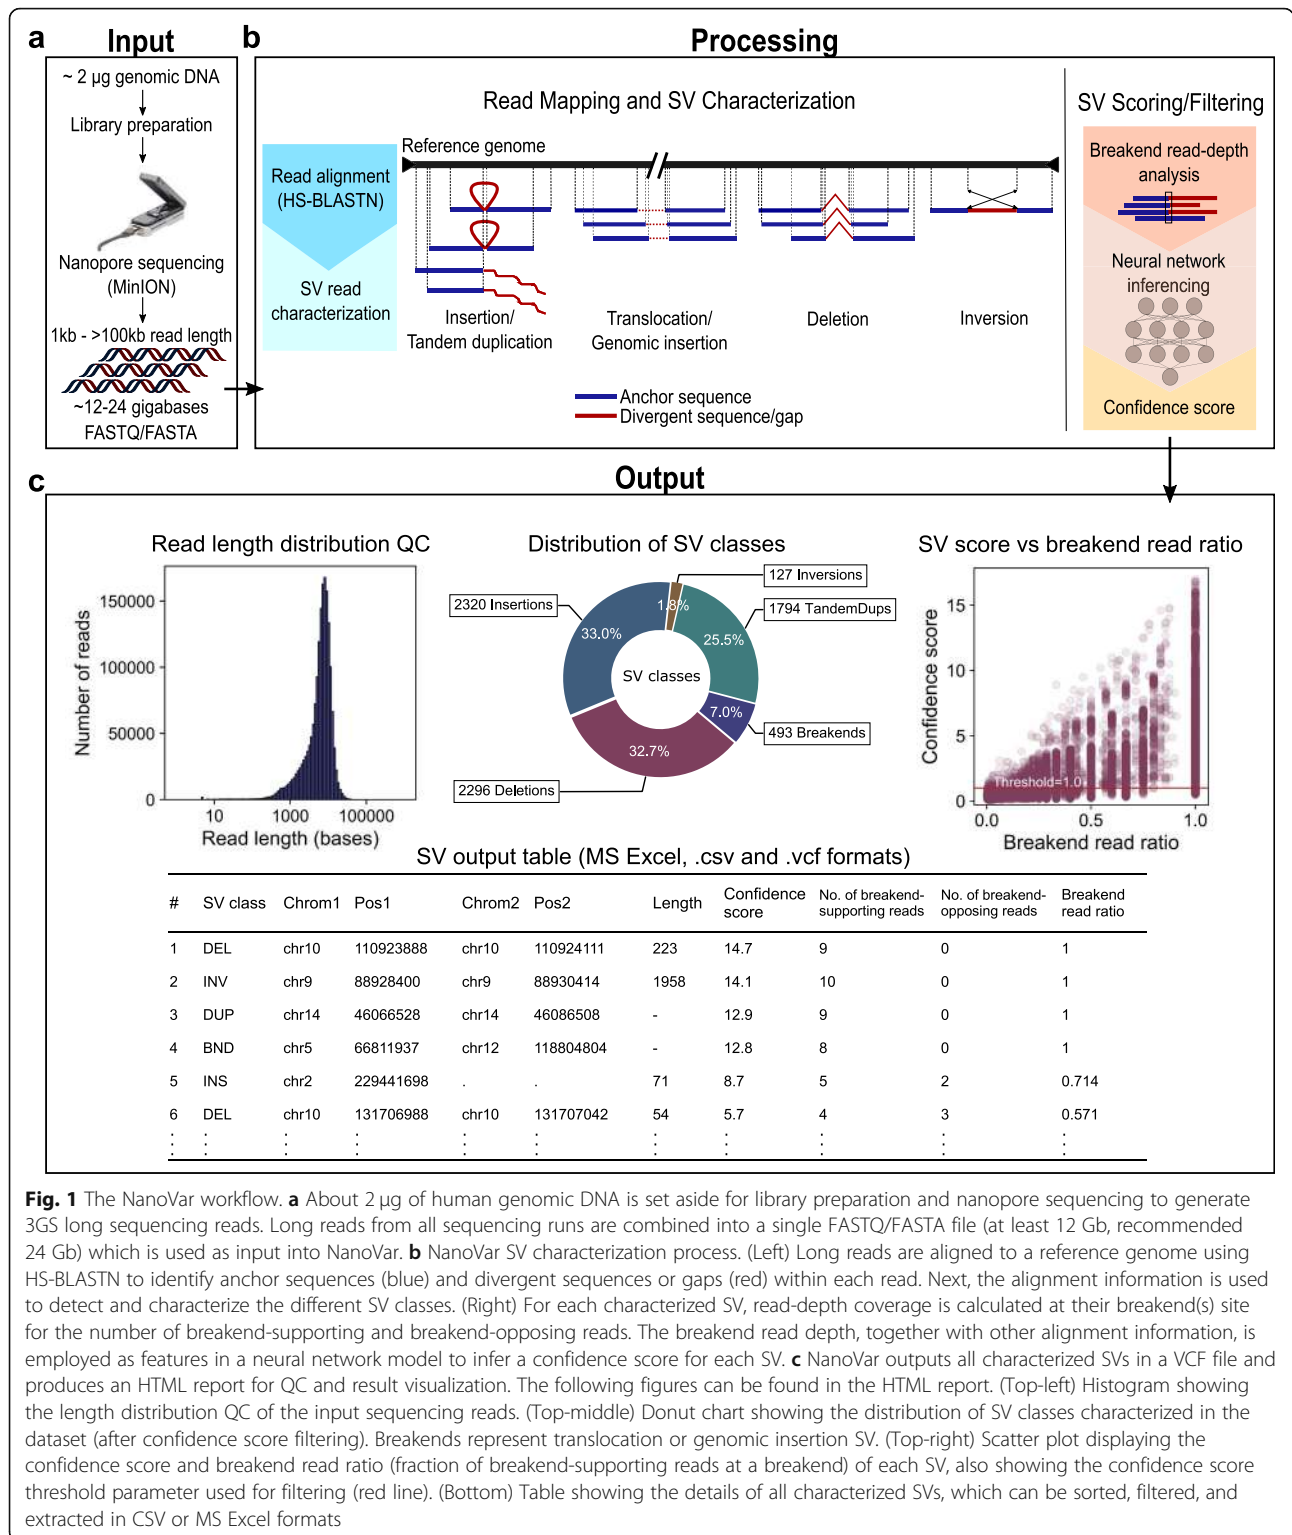 a Input
~ 2 µg genomic DNA
Library preparation
Nanopore sequencing
(MinION)
1kb - >100kb read length
~12-24 gigabases
FASTQ/FASTA
b Processing
Read Mapping and SV Characterization
Read alignment
(HS-BLASTN)
SV read
characterization
Reference genome
Insertion/
Tandem duplication
Translocation/
Genomic insertion
Deletion
Inversion
Anchor sequence
Divergent sequence/gap
SV Scoring/Filtering
Breakend read-depth
analysis
Neural network
inferencing
Confidence score
c Output
Read length distribution QC
Number of reads
150000
100000
50000
0
10 1000 100000
Read length (bases)
Distribution of SV classes
127 Inversions
2320 Insertions
1794 TandemDups
1.8%
33.0%
25.5%
SV classes
7.0%
493 Breakends
32.7%
2296 Deletions
SV score vs breakend read ratio
Confidence score
15
10
5
0
Threshold=1.0
0.0 0.5 1.0
Breakend read ratio
SV output table (MS Excel, .csv and .vcf formats)
# SV class Chrom1 Pos1 Chrom2 Pos2 Length Confidence score No. of breakend-supporting reads No. of breakend-opposing reads Breakend read ratio
1 DEL chr10 110923888 chr10 110924111 223 14.7 9 0 1
2 INV chr9 88928400 chr9 88930414 1958 14.1 10 0 1
3 DUP chr14 46066528 chr14 46086508 - 12.9 9 0 1
4 BND chr5 66811937 chr12 118804804 - 12.8 8 0 1
5 INS chr2 229441698 . . 71 8.7 5 2 0.714
6 DEL chr10 131706988 chr10 131707042 54 5.7 4 3 0.571
: : : : : : : : : : :
Fig. 1 The NanoVar workflow. a About 2 µg of human genomic DNA is set aside for library preparation and nanopore sequencing to generate
3GS long sequencing reads. Long reads from all sequencing runs are combined into a single FASTQ/FASTA file (at least 12 Gb, recommended
24 Gb) which is used as input into NanoVar. b NanoVar SV characterization process. (Left) Long reads are aligned to a reference genome using
HS-BLASTN to identify anchor sequences (blue) and divergent sequences or gaps (red) within each read. Next, the alignment information is used
to detect and characterize the different SV classes. (Right) For each characterized SV, read-depth coverage is calculated at their breakend(s) site
for the number of breakend-supporting and breakend-opposing reads. The breakend read depth, together with other alignment information, is
employed as features in a neural network model to infer a confidence score for each SV. c NanoVar outputs all characterized SVs in a VCF file and
produces an HTML report for QC and result visualization. The following figures can be found in the HTML report. (Top-left) Histogram showing
the length distribution QC of the input sequencing reads. (Top-middle) Donut chart showing the distribution of SV classes characterized in the
dataset (after confidence score filtering). Breakends represent translocation or genomic insertion SV. (Top-right) Scatter plot displaying the
confidence score and breakend read ratio (fraction of breakend-supporting reads at a breakend) of each SV, also showing the confidence score
threshold parameter used for filtering (red line). (Bottom) Table showing the details of all characterized SVs, which can be sorted, filtered, and
extracted in CSV or MS Excel formats